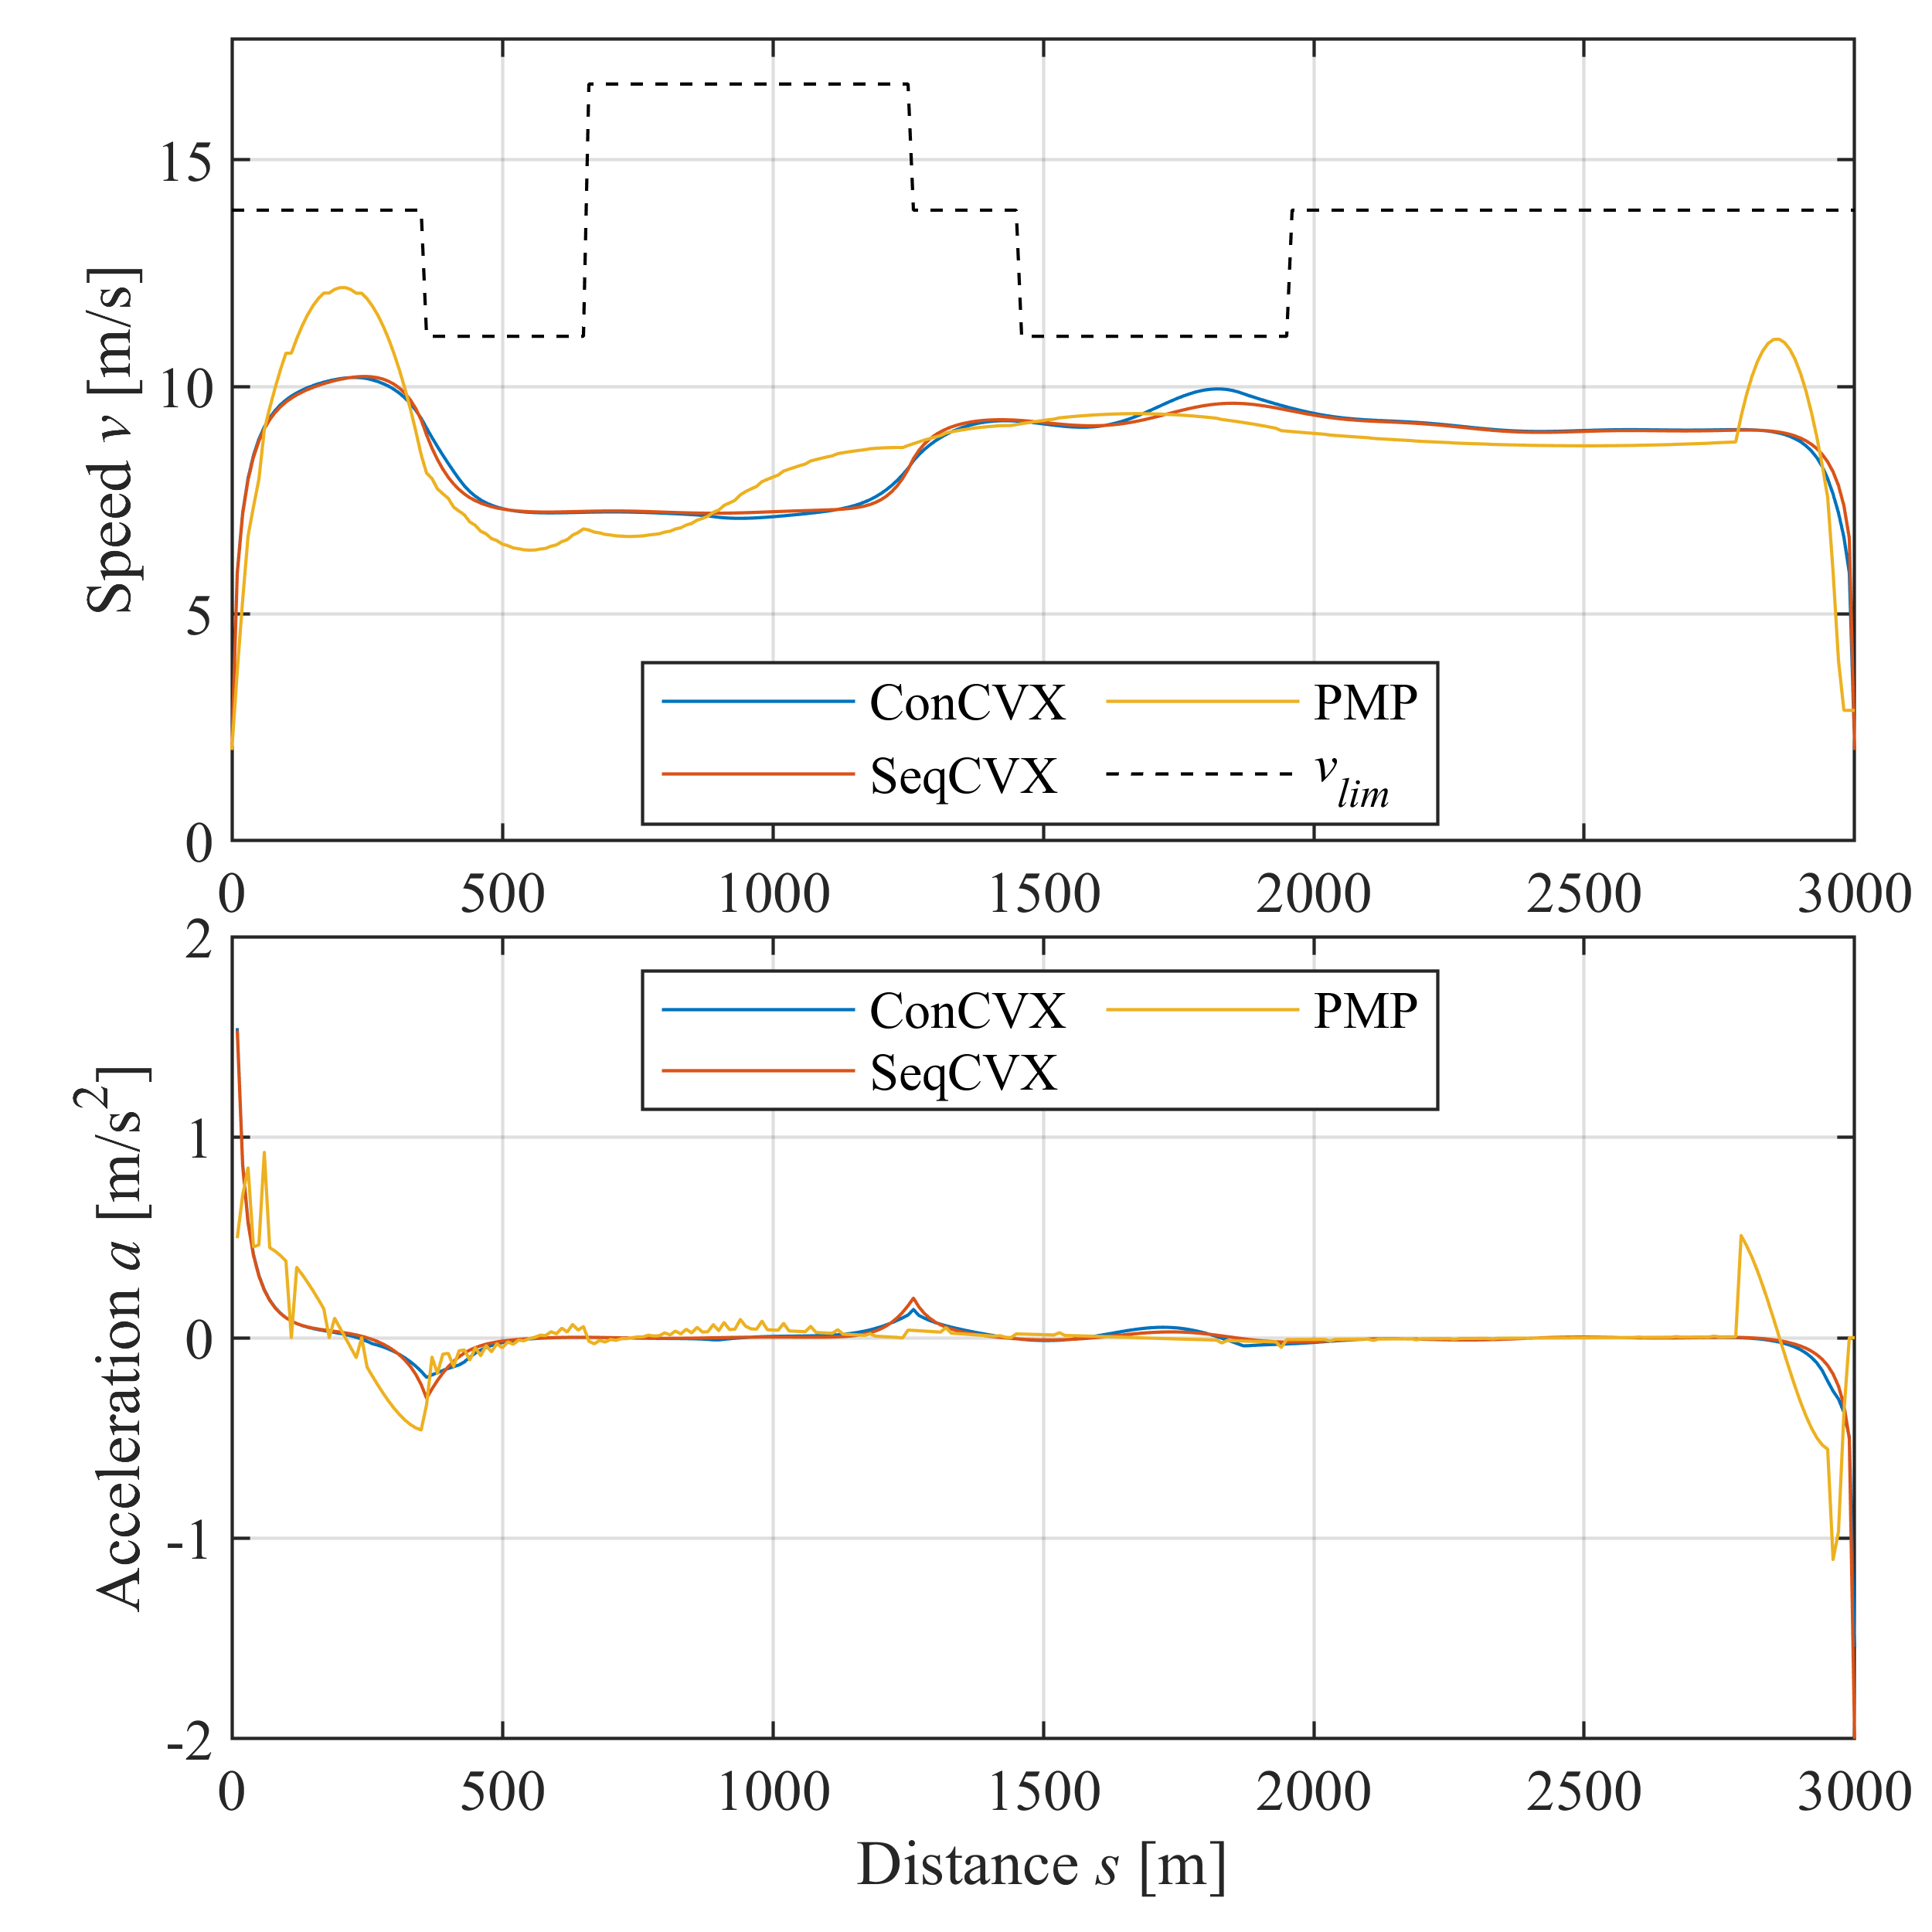 Speed v [m/s]
15
10
5
0
ConCVX PMP
SeqCVX v_lim
0 500 1000 1500 2000 2500 3000
Acceleration a [m/s²]
2
1
0
-1
-2
ConCVX PMP
SeqCVX
0 500 1000 1500 2000 2500 3000
Distance s [m]